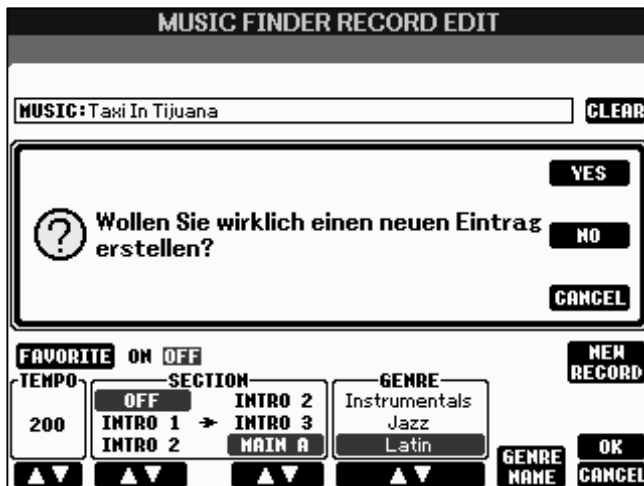 MUSIC FINDER RECORD EDIT
MUSIC: Taxi In Tijuana
CLEAR
YES
Wollen Sie wirklich einen neuen Eintrag
erstellen?
NO
CANCEL
FAVORITE ON OFF
NEW
RECORD
TEMPO
200
SECTION
OFF INTRO 2
INTRO 1 → INTRO 3
INTRO 2 MAIN A
GENRE
Instrumentals
Jazz
Latin
GENRE
NAME
OK
CANCEL